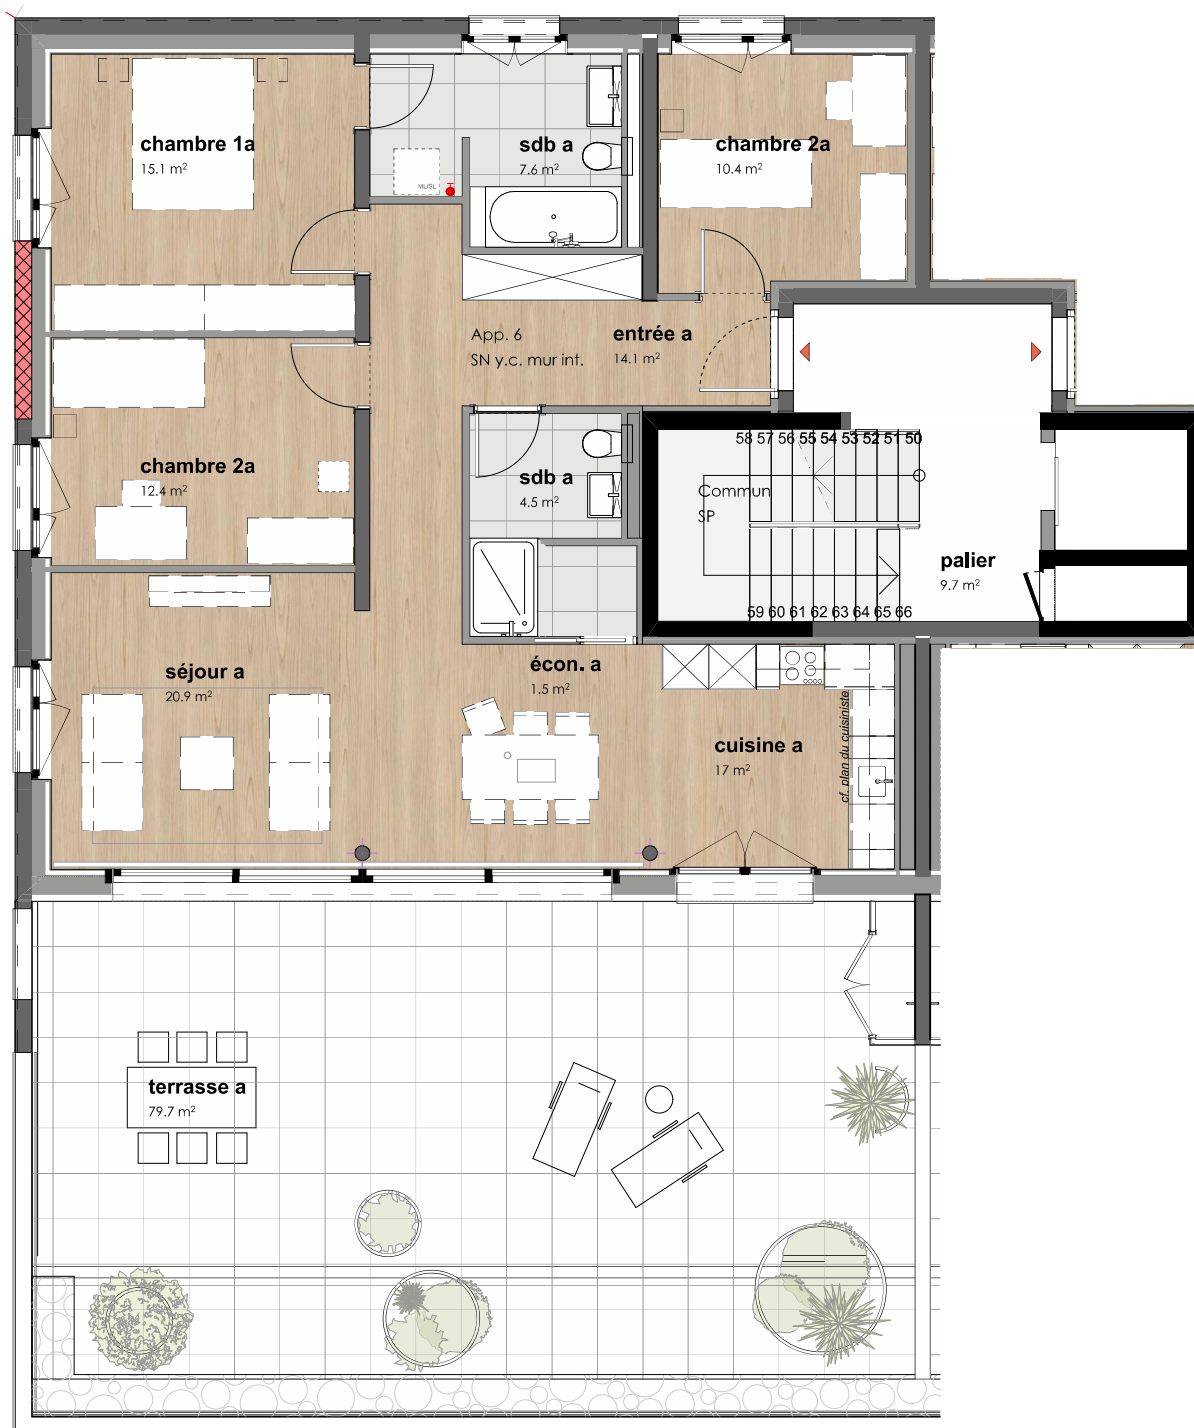 chambre 1a
15.1 m²
sdb a
7.6 m²
ML/SL
chambre 2a
10.4 m²
App. 6
SN y.c. mur int.
entrée a
14.1 m²
chambre 2a
12.4 m²
sdb a
4.5 m²
58 57 56 55 54 53 52 51 50
Commun
SP
59 60 61 62 63 64 65 66
palier
9.7 m²
séjour a
20.9 m²
écon. a
1.5 m²
cuisine a
17 m²
cf. plan du cuisiniste
terrasse a
79.7 m²